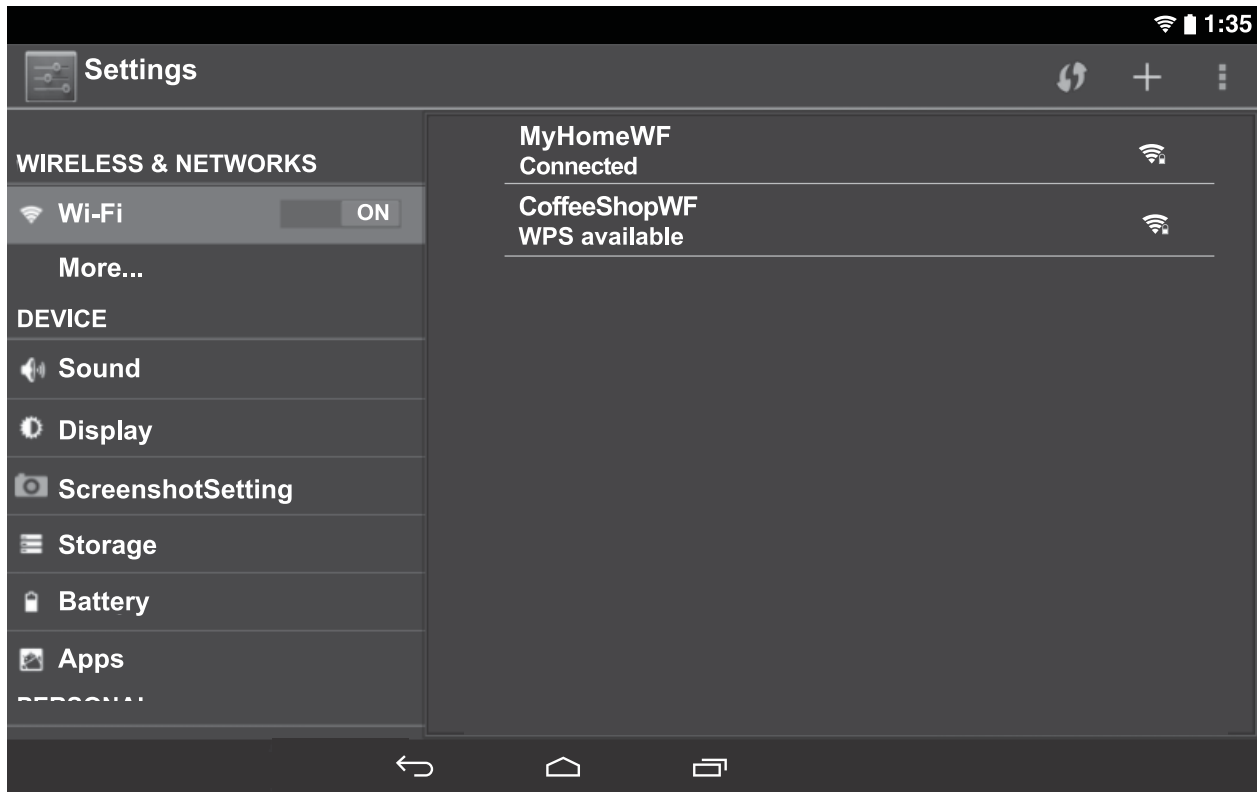 1:35
Settings
WIRELESS & NETWORKS
Wi-Fi ON
More...
DEVICE
Sound
Display
ScreenshotSetting
Storage
Battery
Apps
PERSONAL
MyHomeWF
Connected
CoffeeShopWF
WPS available